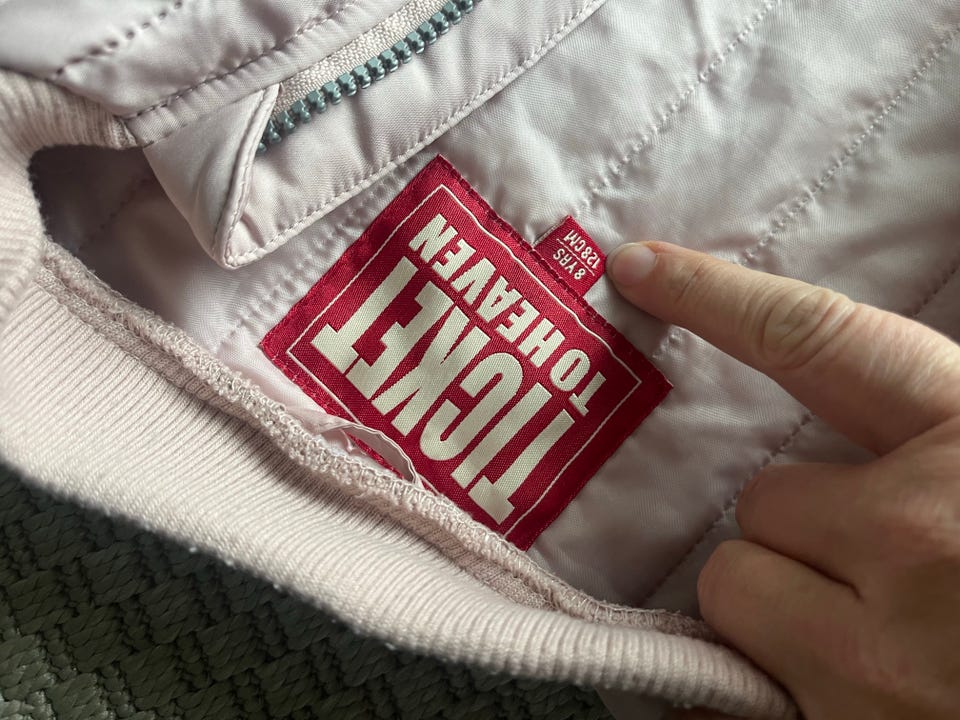 TICKET
TO HEAVEN
8 YRS
128CM